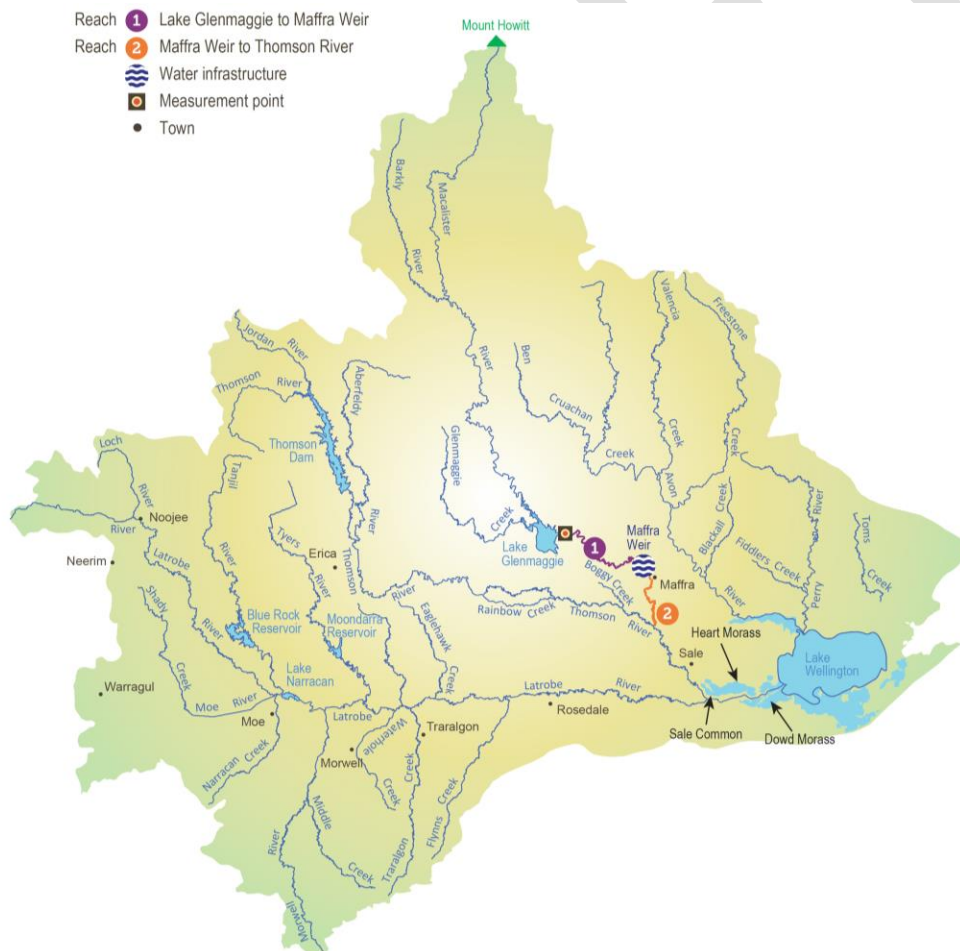 Reach 1 Lake Glenmaggie to Maffra Weir
Reach 2 Maffra Weir to Thomson River
Water infrastructure
Measurement point
Town
Mount Howitt
Barkly
River
Macalister
River
Jordan
River
Thomson
River
Thomson
Dam
Aberfeldy
River
Thomson
River
Glenmaggie
Creek
Lake
Glenmaggie
1
Maffra
Weir
Maffra
2
Boggy Creek
Ben
Cruachan
Creek
Valencia
Creek
Freestone
Creek
Avon
River
Blackall Creek
Fiddlers Creek
Perry
River
Toms
Creek
Loch
River
Noojee
River
Latrobe
River
Neerim
Tanjil
River
Tyers
River
Erica
Shady
Creek
Blue Rock
Reservoir
Moondarra
Reservoir
Lake
Narracan
Eaglehawk
Creek
Rainbow Creek
Thomson
River
Sale
Heart Morass
Lake
Wellington
Sale Common
Dowd Morass
Warragul
Moe River
Moe
Narracan Creek
Latrobe
Latrobe
River
Rosedale
Waterhole
Creek
Morwell
Traralgon
Traralgon
Creek
Flynns
Creek
Middle
Creek
Morwell
River